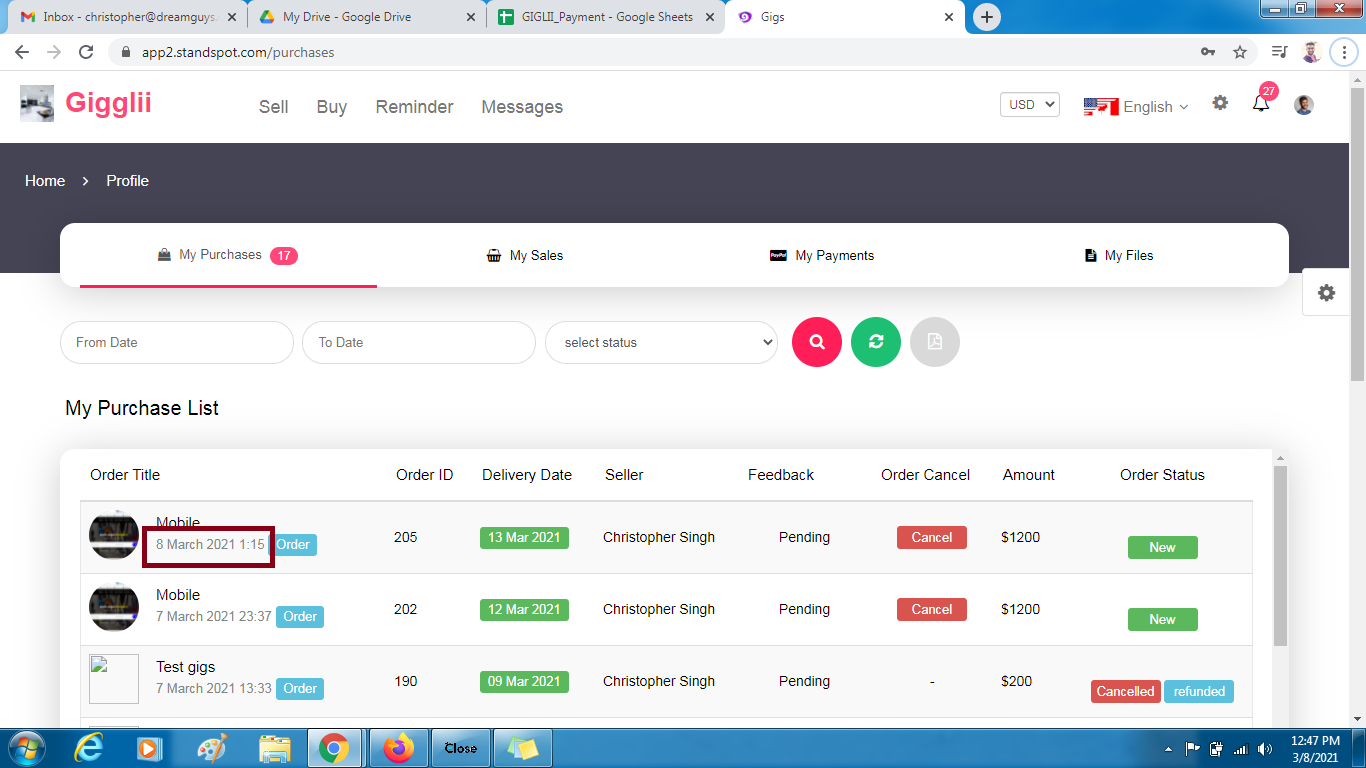 Inbox - christopher@dreamguys.
My Drive - Google Drive
GIGLII_Payment - Google Sheets
Gigs
app2.standspot.com/purchases
Gigglii
Sell
Buy
Reminder
Messages
USD
English
27
Home
Profile
My Purchases 17
My Sales
PayPal
My Payments
My Files
From Date
To Date
select status
My Purchase List
Order Title
Order ID
Delivery Date
Seller
Feedback
Order Cancel
Amount
Order Status
Mobile
8 March 2021 1:15 Order
205
13 Mar 2021
Christopher Singh
Pending
Cancel
$1200
New
Mobile
7 March 2021 23:37 Order
202
12 Mar 2021
Christopher Singh
Pending
Cancel
$1200
New
Test gigs
7 March 2021 13:33 Order
190
09 Mar 2021
Christopher Singh
Pending
-
$200
Cancelled refunded
Close
12:47 PM
3/8/2021